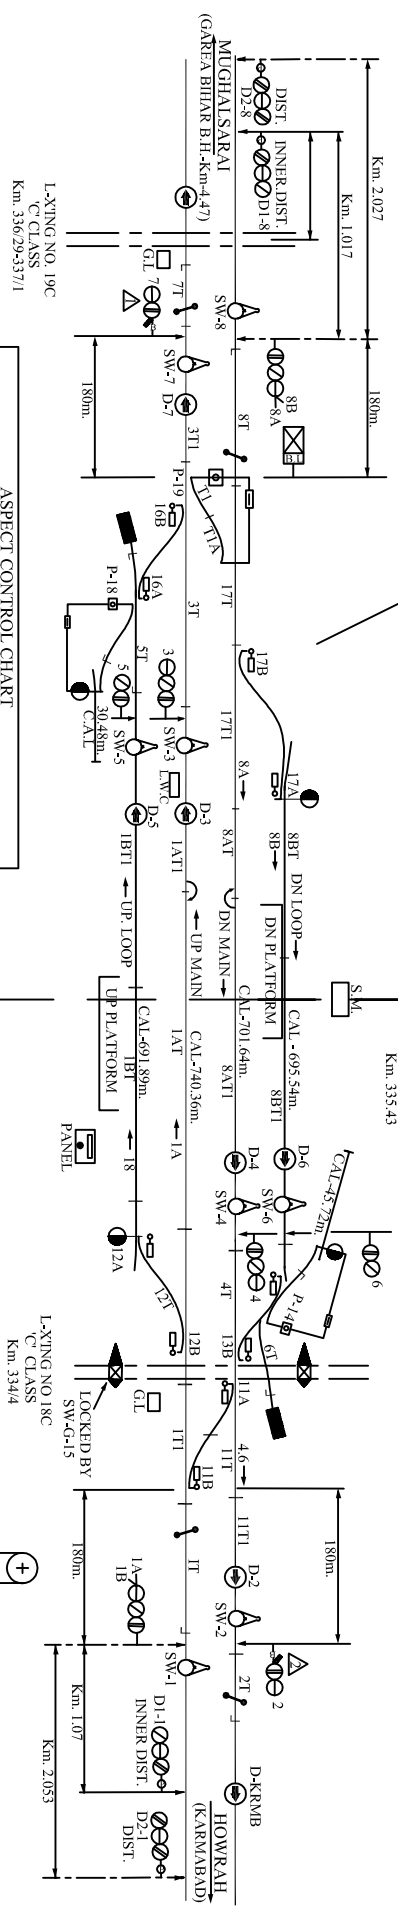 MUGHALSARAI
(GAREA BIHAR B.H.-Km-4.47)
DIST.
D2-8
INNER.DIST.
D1-8
Km. 2.027
Km. 1.017
180m.
L-X'ING NO. 19C
'C' CLASS
Km. 336/29-337/1
G.L
7
1
7T
SW-8
SW-7
D-7
180m.
8B
8A
8T
B.L
3T1
P-19
T1
T1A
16B
16A
P-18
3T
17T
5T
5
3
30.48m.
C.A.L
SW-5
SW-3
L.W.C
17B
17T1
17A
8A
8B
D-5
D-3
1BT1
1AT1
8AT
8BT
UP. LOOP
UP MAIN
DN MAIN
DN LOOP
UP PLATFORM
DN PLATFORM
S.M.
Km. 335.43
CAL-691.89m.
CAL-740.36m.
CAL-701.64m.
CAL - 695.54m.
1BT
1AT
8AT1
8BT1
18
1A
PANEL
D-4
D-6
SW-4
SW-6
CAL-45.72m.
6
4
P-14
12A
12T
12B
4T
13B
6T
L-X'ING NO 18C
'C' CLASS
Km. 334/4
LOCKED BY
SW-G-15
G.L
11A
11T
11B
1T1
4.6
11T1
1T
180m.
180m.
D-2
SW-2
2
2
2T
1A
1B
SW-1
D1-1
INNER DIST.
D2-1
DIST.
Km. 1.07
Km. 2.053
D-KRMB
HOWRAH
(KARMABAD)
ASPECT CONTROL CHART
+